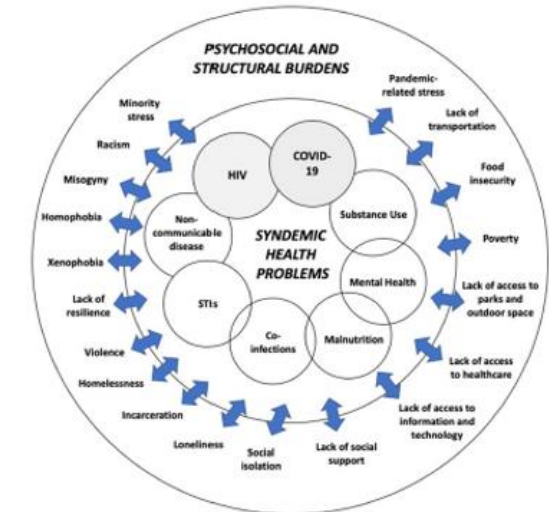 PSYCHOSOCIAL AND
STRUCTURAL BURDENS
Minority
stress
Racism
Misogyny
Homophobia
Xenophobia
Lack of
resilience
Violence
Homelessness
Incarceration
Loneliness
Social
isolation
Lack of social
support
Lack of access to
information and
technology
Lack of access
to healthcare
Lack of access to
parks and
outdoor space
Poverty
Food
insecurity
Lack of
transportation
Pandemic-
related stress
HIV
COVID-
19
Substance Use
Mental Health
Malnutrition
Co-
infections
STIs
Non-
communicable
disease
SYNDEMIC
HEALTH
PROBLEMS